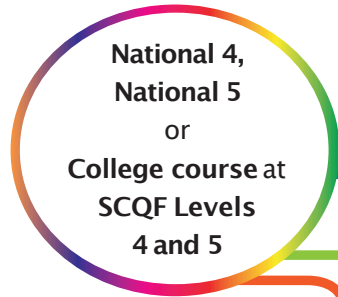 National 4,
National 5
or
College course at
SCQF Levels
4 and 5